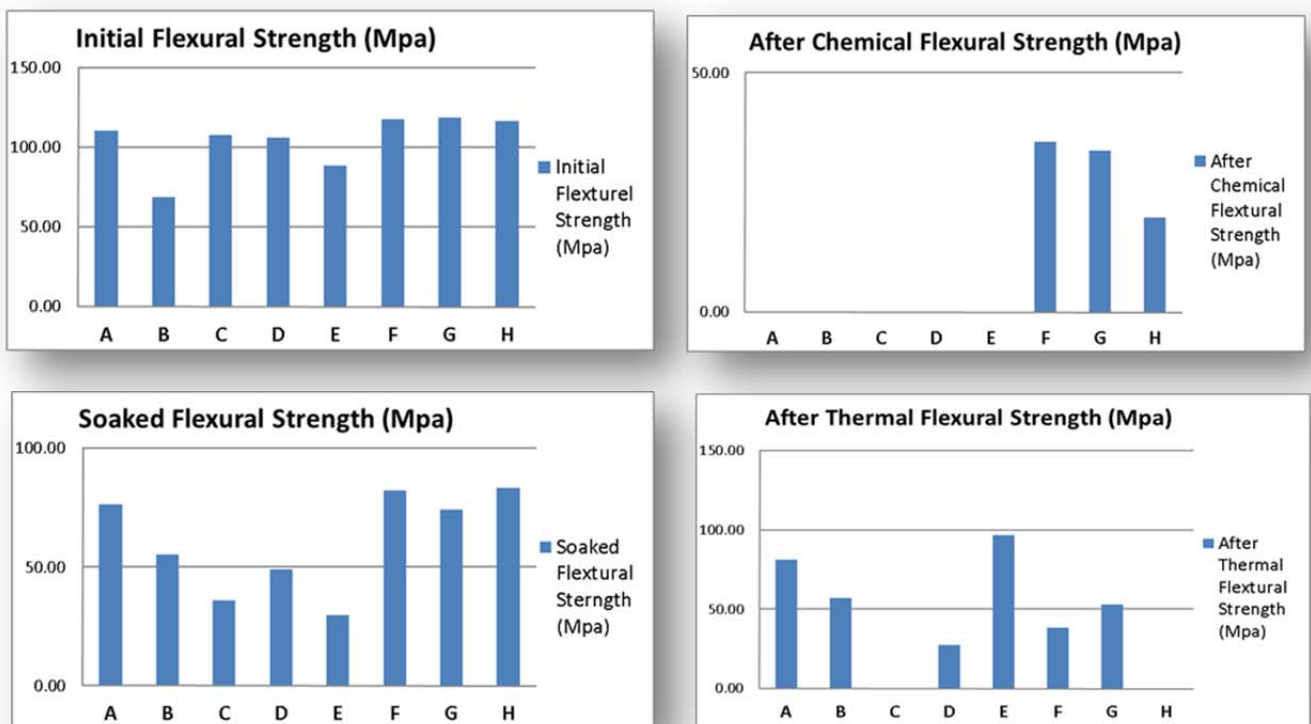 Initial Flexural Strength (Mpa)
150.00
100.00
50.00
0.00
A B C D E F G H
Initial
Flexturel
Strength
(Mpa)
After Chemical Flexural Strength (Mpa)
50.00
0.00
A B C D E F G H
After
Chemical
Flextural
Strength
(Mpa)
Soaked Flexural Strength (Mpa)
100.00
50.00
0.00
A B C D E F G H
Soaked
Flextural
Sterngth
(Mpa)
After Thermal Flexural Strength (Mpa)
150.00
100.00
50.00
0.00
A B C D E F G H
After
Thermal
Flextural
Strength
(Mpa)